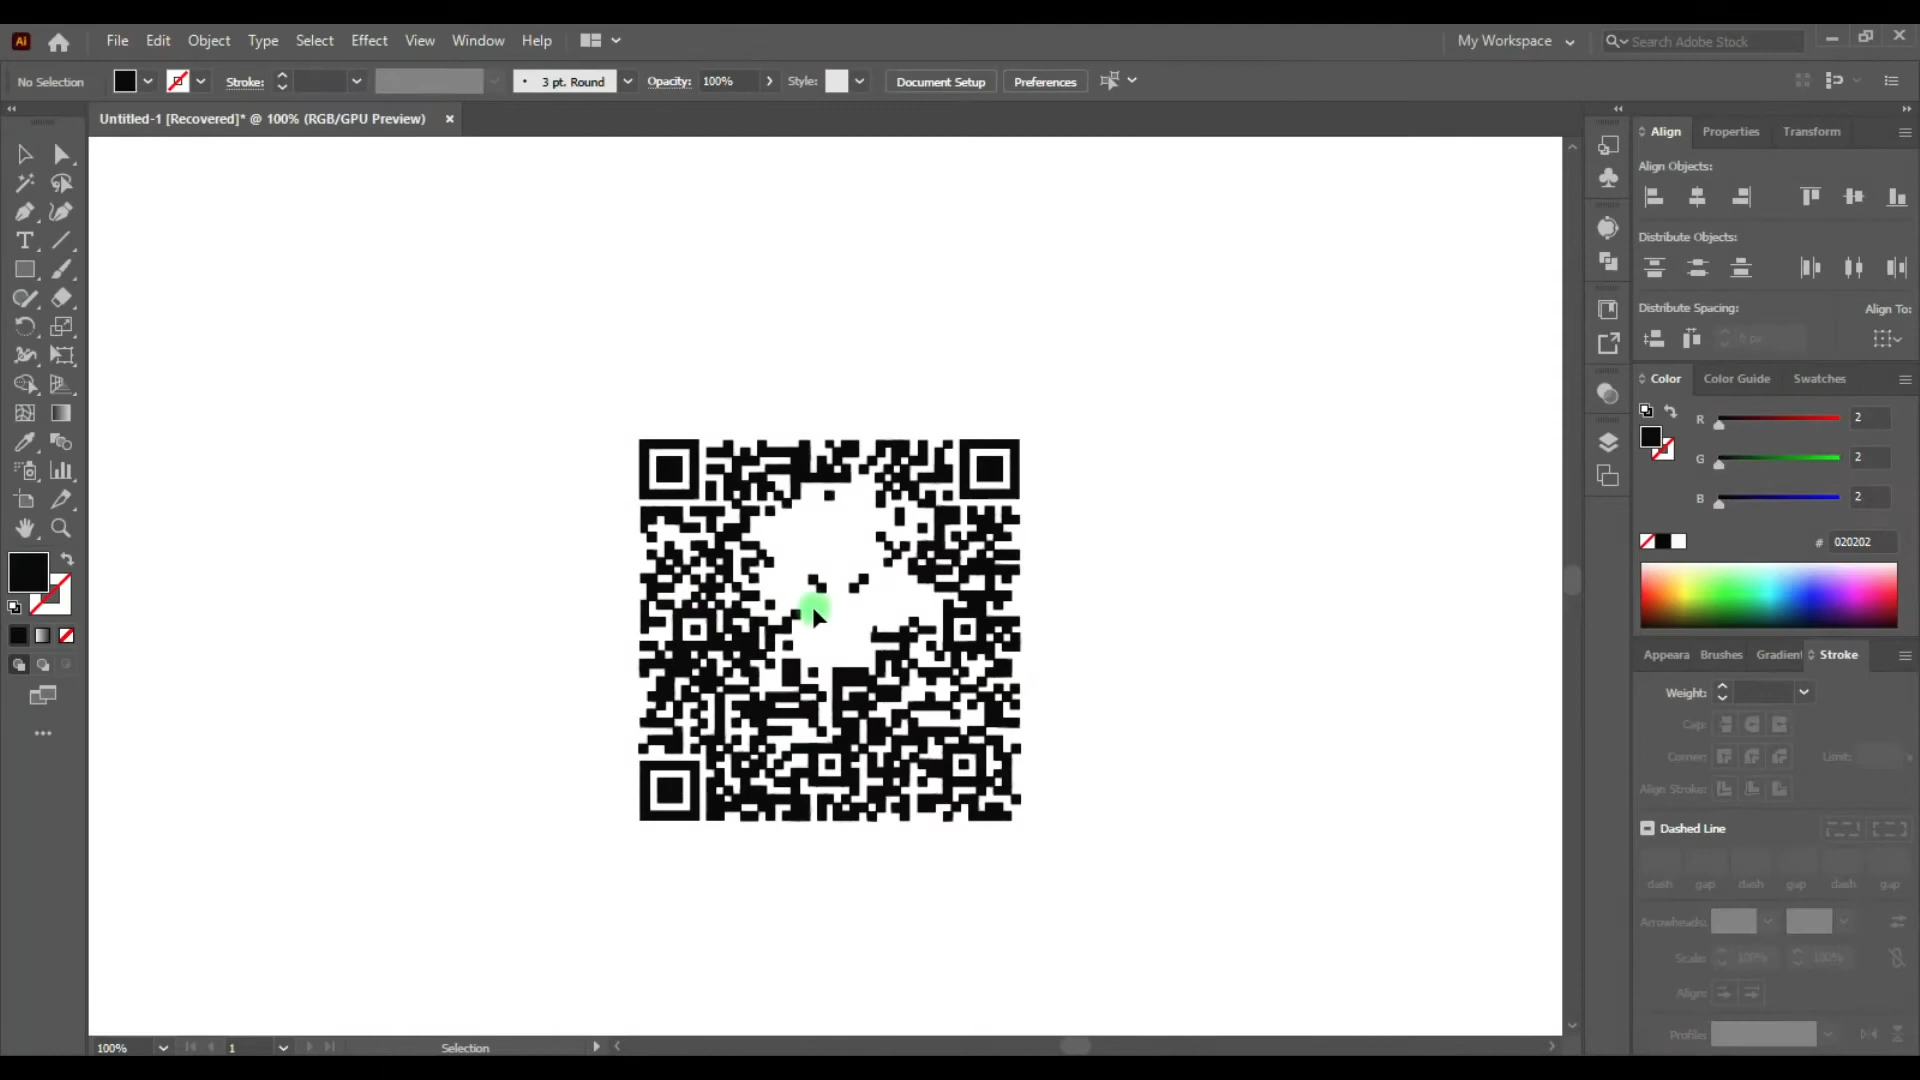 Ai File Edit Object Type Select Effect View Window Help My Workspace Search Adobe Stock
No Selection Stroke: 3 pt. Round Opacity: 100% Style: Document Setup Preferences
Untitled-1 [Recovered]* @ 100% (RGB/GPU Preview) ×
Align Properties Transform
Align Objects:
Distribute Objects:
Distribute Spacing: Align To:
0 px
Color Color Guide Swatches
R 2
G 2
B 2
# 020202
Appeara Brushes Gradient Stroke
Weight:
Cap:
Corner: Limit:
Align Stroke:
Dashed Line
dash gap dash gap dash gap
Arrowheads:
Scale: 100% 100%
Align:
Profile:
100% 1 Selection